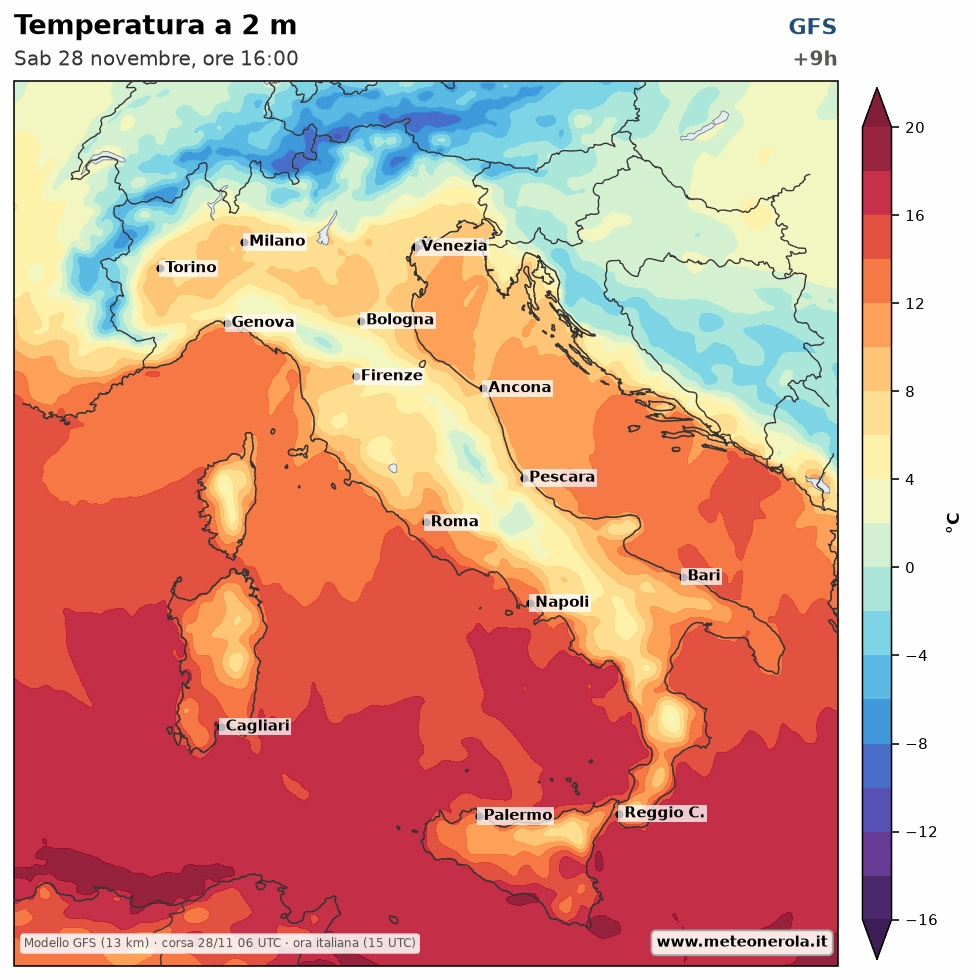 Temperatura a 2 m
GFS
Sab 28 novembre, ore 16:00
+9h
Milano
Venezia
Torino
Genova
Bologna
Firenze
Ancona
Pescara
Roma
Bari
Napoli
Cagliari
Palermo
Reggio C.
20
16
12
8
4
0
−4
−8
−12
−16
°C
Modello GFS (13 km) · corsa 28/11 06 UTC · ora italiana (15 UTC)
www.meteonerola.it